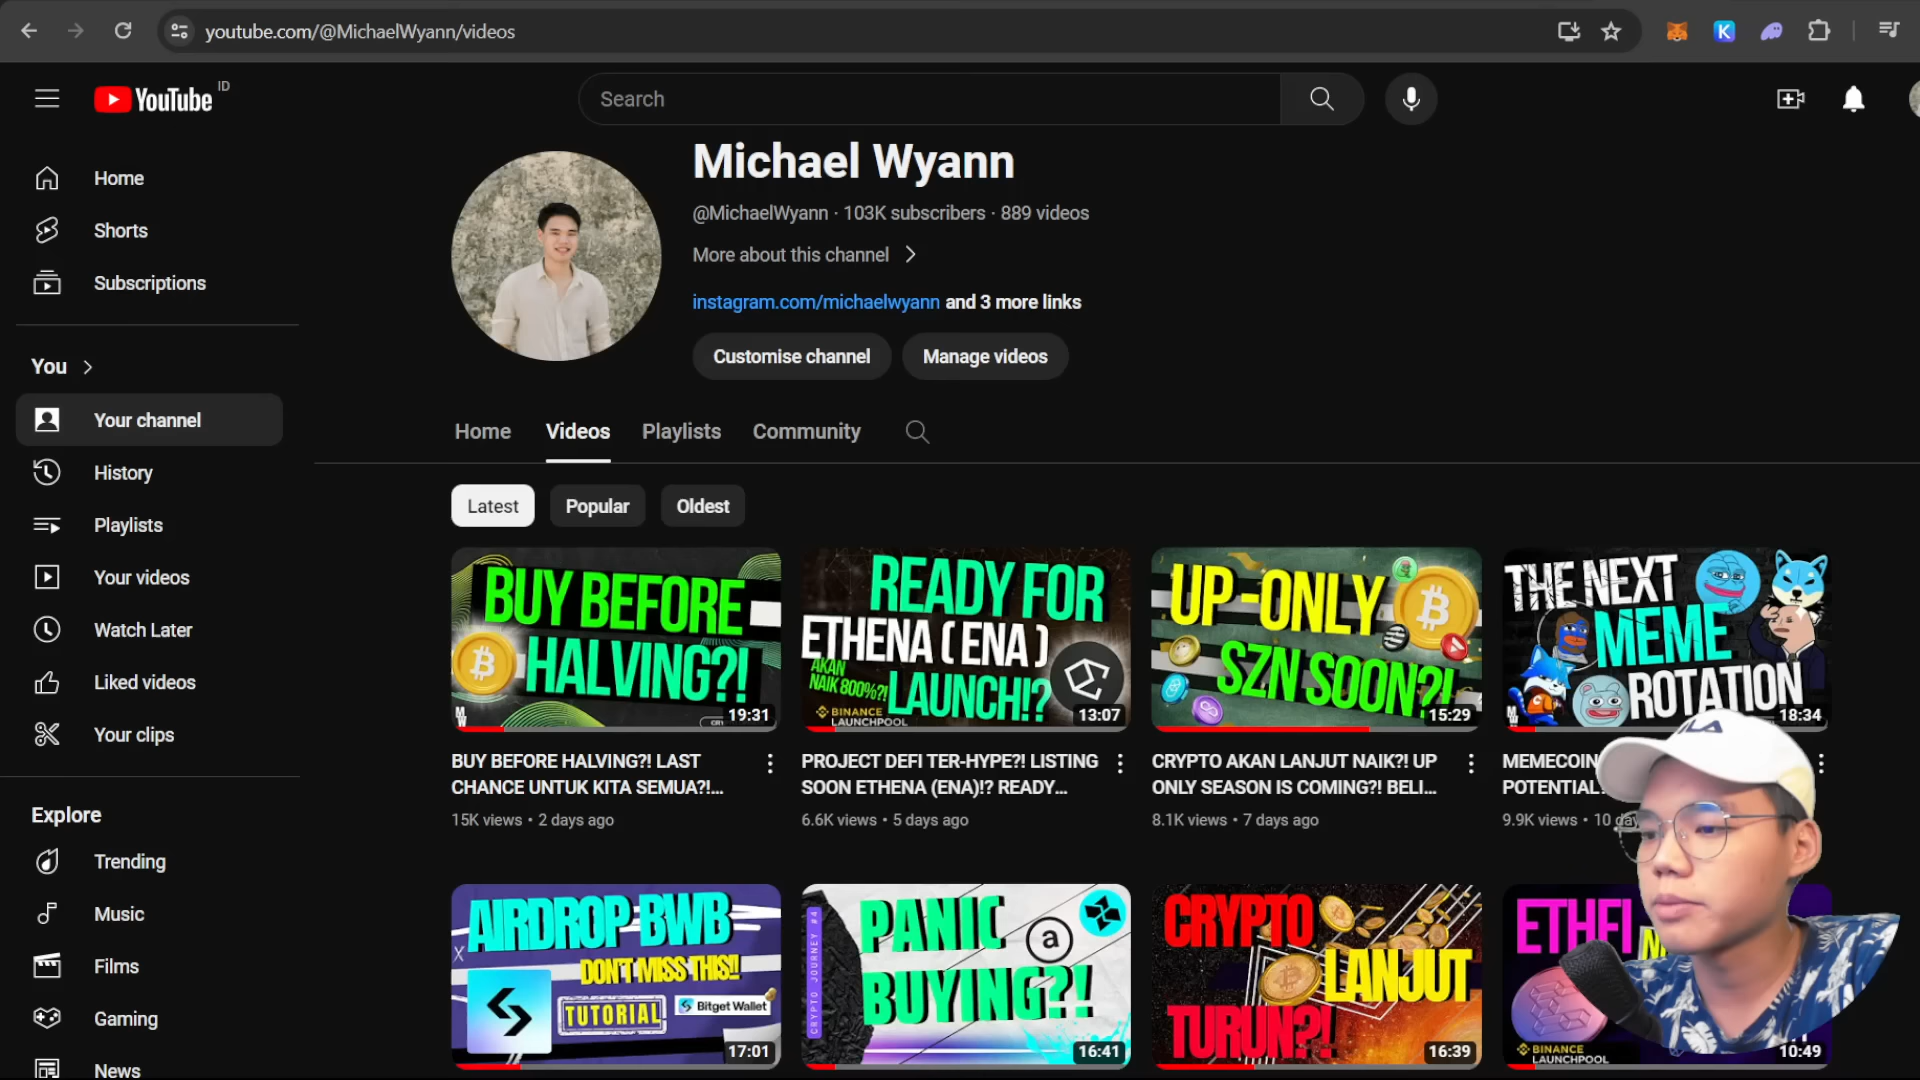 youtube.com/@MichaelWyann/videos
YouTube ID
Search
Home
Shorts
Subscriptions
You
Your channel
History
Playlists
Your videos
Watch Later
Liked videos
Your clips
Explore
Trending
Music
Films
Gaming
News
Michael Wyann
@MichaelWyann · 103K subscribers · 889 videos
More about this channel
instagram.com/michaelwyann and 3 more links
Customise channel
Manage videos
Home
Videos
Playlists
Community
Latest
Popular
Oldest
BUY BEFORE
HALVING?!
MW
19:31
READY FOR
ETHENA (ENA)
AKAN
NAIK 800%?!
LAUNCH!?
BINANCE
LAUNCHPOOL
13:07
UP-ONLY
SZN SOON?!
15:29
THE NEXT
MEME
ROTATION
MW
18:34
BUY BEFORE HALVING?! LAST
CHANCE UNTUK KITA SEMUA?!...
15K views • 2 days ago
PROJECT DEFI TER-HYPE?! LISTING
SOON ETHENA (ENA)!? READY...
6.6K views • 5 days ago
CRYPTO AKAN LANJUT NAIK?! UP
ONLY SEASON IS COMING?! BELI...
8.1K views • 7 days ago
MEMECOIN
POTENTIAL
9.9K views • 10 day
AIRDROP BWB
DON'T MISS THIS!!
TUTORIAL
Bitget Wallet
17:01
CRYPTO JOURNEY #4
PANIC
BUYING?!
a
16:41
CRYPTO
LANJUT
TURUN?!
16:39
ETHFI
BINANCE
LAUNCHPOOL
10:49